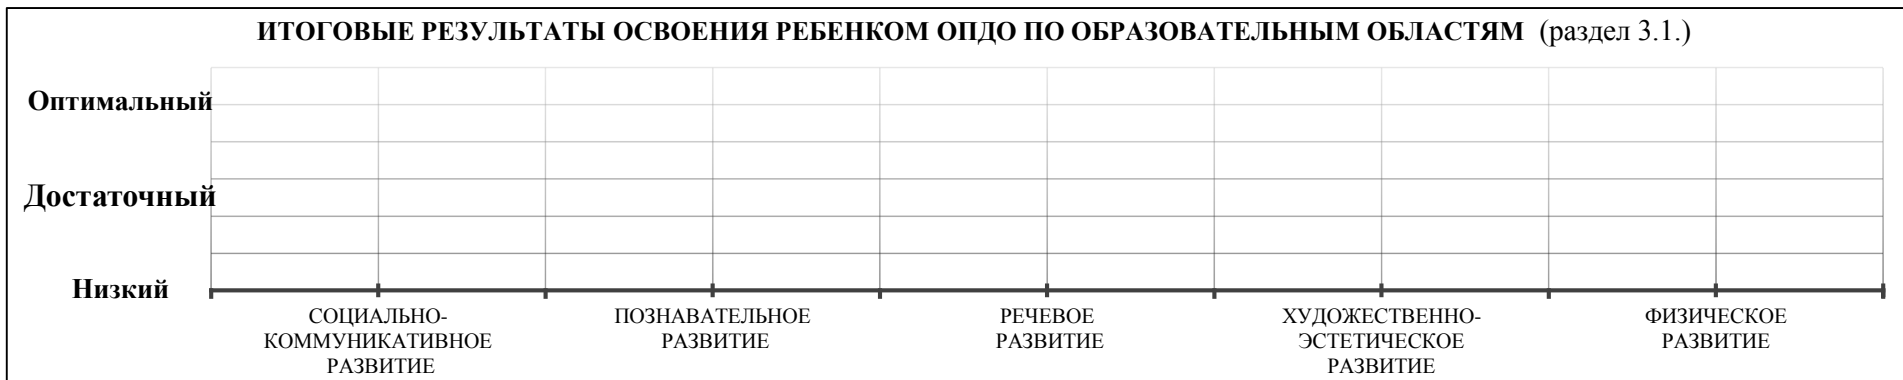 ИТОГОВЫЕ РЕЗУЛЬТАТЫ ОСВОЕНИЯ РЕБЕНКОМ ОПДО ПО ОБРАЗОВАТЕЛЬНЫМ ОБЛАСТЯМ (раздел 3.1.)
Оптимальный
Достаточный
Низкий
СОЦИАЛЬНО-
КОММУНИКАТИВНОЕ
РАЗВИТИЕ
ПОЗНАВАТЕЛЬНОЕ
РАЗВИТИЕ
РЕЧЕВОЕ
РАЗВИТИЕ
ХУДОЖЕСТВЕННО-
ЭСТЕТИЧЕСКОЕ
РАЗВИТИЕ
ФИЗИЧЕСКОЕ
РАЗВИТИЕ